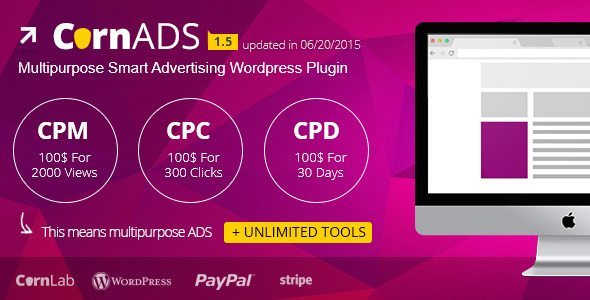 CornADS 1.5 updated in 06/20/2015
Multipurpose Smart Advertising Wordpress Plugin
CPM
100$ For
2000 Views
CPC
100$ For
300 Clicks
CPD
100$ For
30 Days
This means multipurpose ADS + UNLIMITED TOOLS
CornLab WORDPRESS PayPal stripe